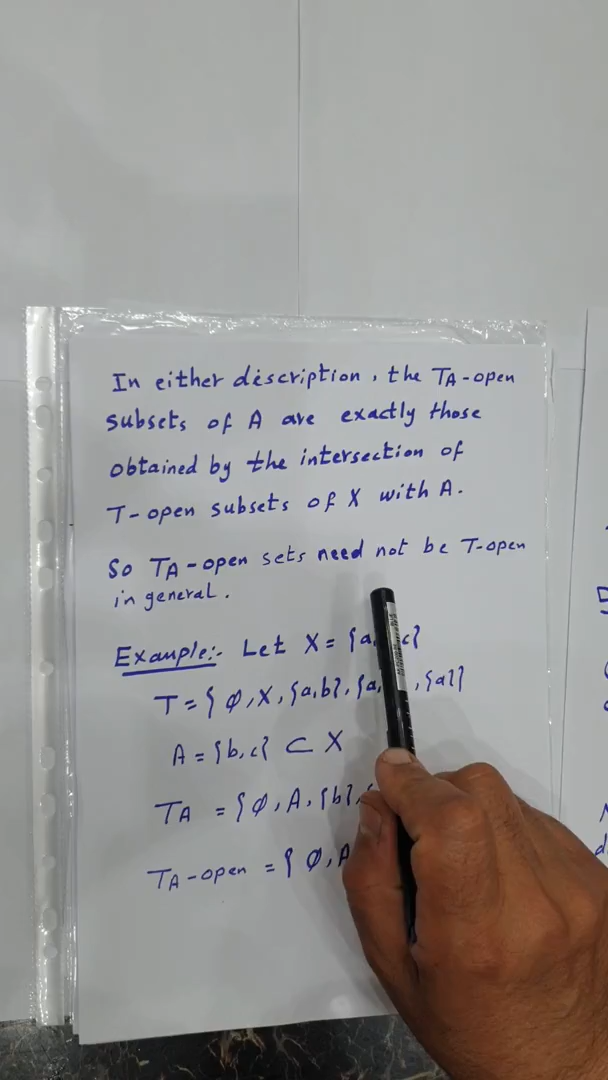 In either discription, the TA-open
subsets of A are exactly those
obtained by the intersection of
T-open subsets of X with A.
So TA-open sets need not be T-open
in general.
Example:- Let X = {a, c}
T = { Ø, X, {a,b}, {a, , {a}}
A = {b,c} ⊂ X
TA = { Ø, A, {b},
TA-open = { Ø, A